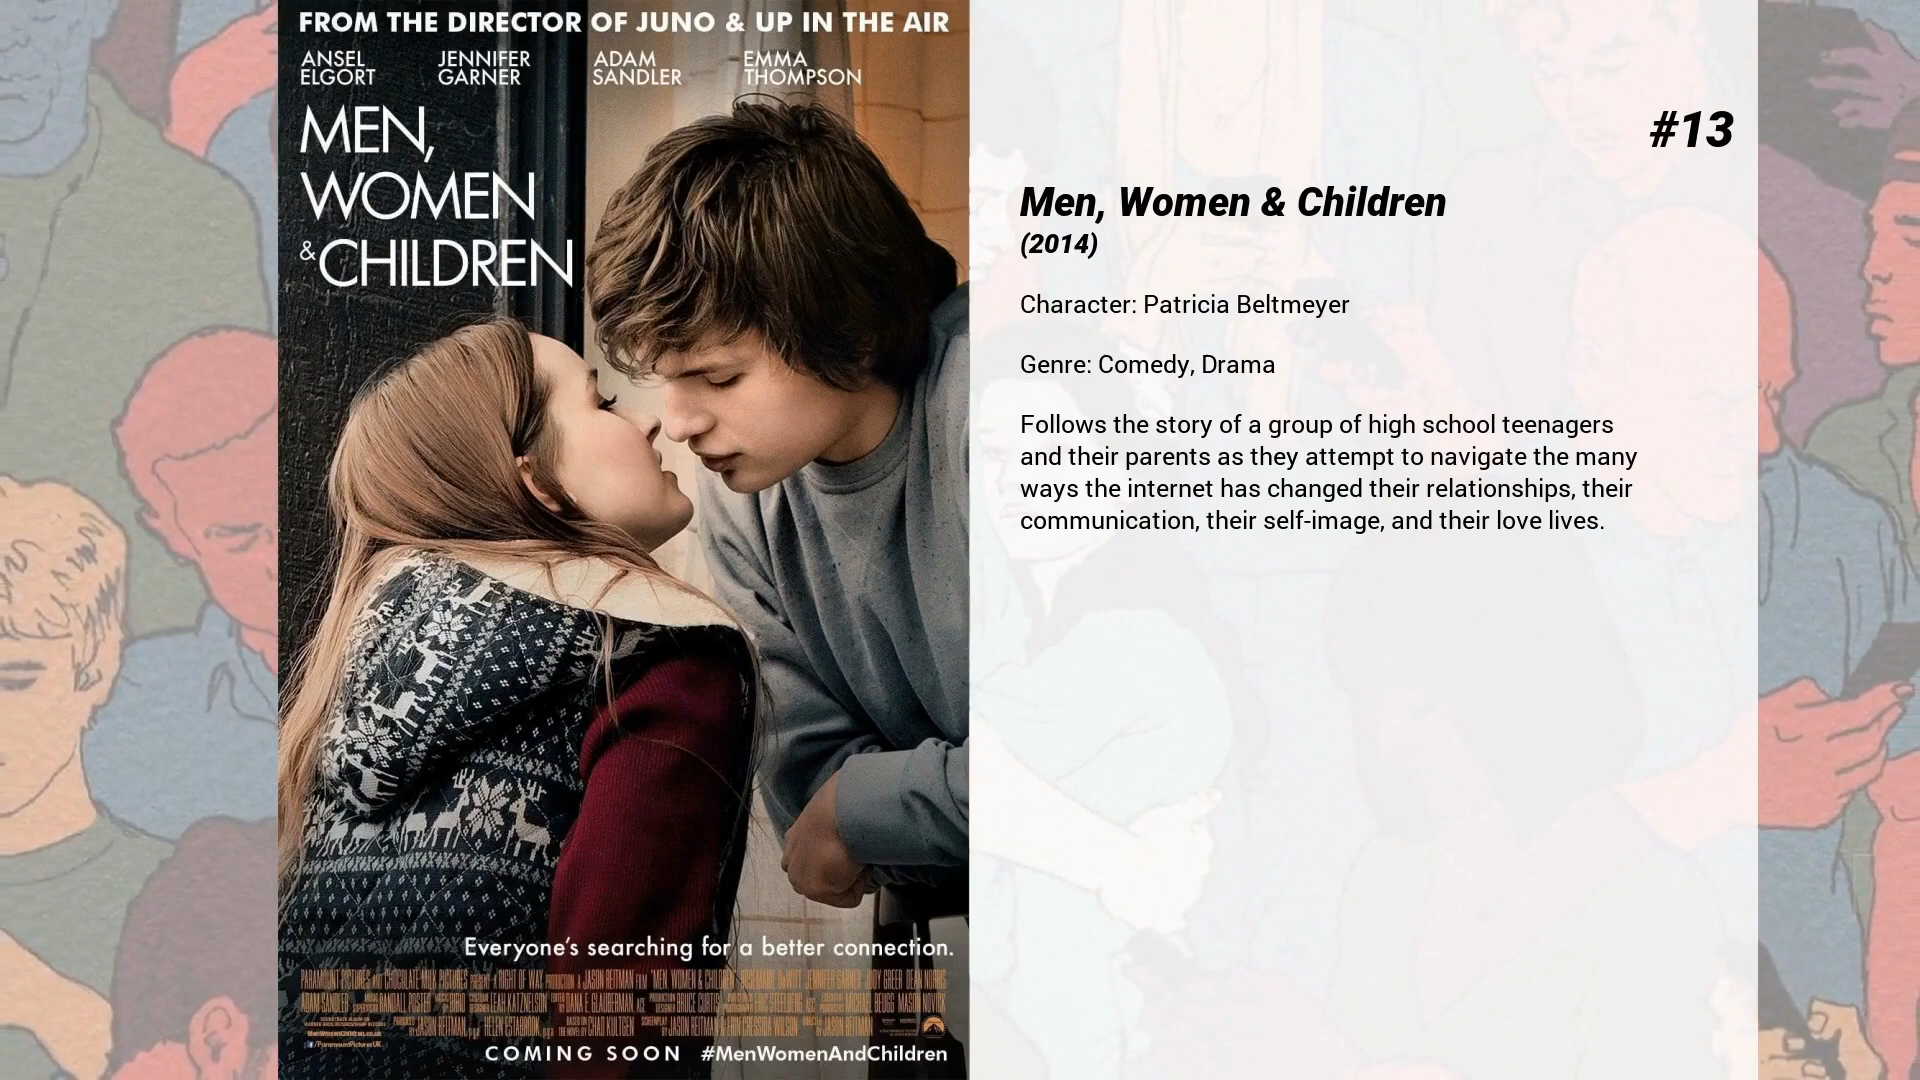 FROM THE DIRECTOR OF JUNO & UP IN THE AIR
ANSEL ELGORT
JENNIFER GARNER
ADAM SANDLER
EMMA THOMPSON
MEN,
WOMEN
& CHILDREN
Everyone's searching for a better connection.
COMING SOON #MenWomenAndChildren
#13
Men, Women & Children
(2014)
Character: Patricia Beltmeyer
Genre: Comedy, Drama
Follows the story of a group of high school teenagers
and their parents as they attempt to navigate the many
ways the internet has changed their relationships, their
communication, their self-image, and their love lives.